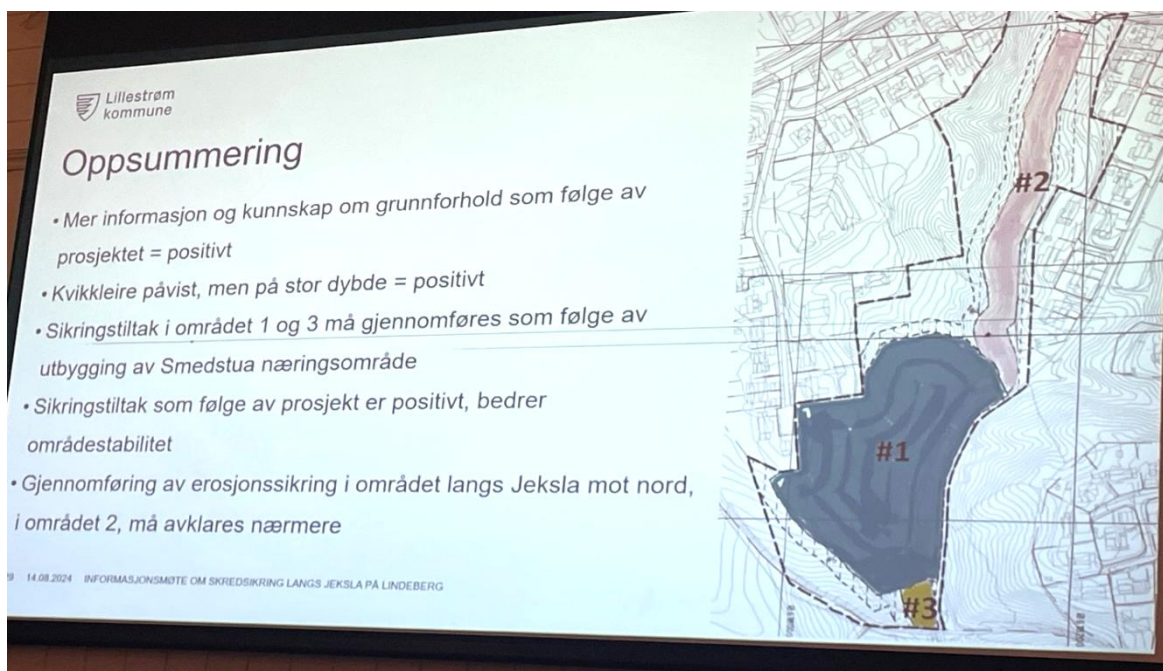 Lillestrøm
kommune
Oppsummering
• Mer informasjon og kunnskap om grunnforhold som følge av
prosjektet = positivt
• Kvikkleire påvist, men på stor dybde = positivt
• Sikringstiltak i området 1 og 3 må gjennomføres som følge av
utbygging av Smedstua næringsområde
• Sikringstiltak som følge av prosjekt er positivt, bedrer
områdestabilitet
• Gjennomføring av erosjonssikring i området langs Jeksla mot nord,
i området 2, må avklares nærmere
14.08.2024 INFORMASJONSMØTE OM SKREDSIKRING LANGS JEKSLA PÅ LINDEBERG
#2
#1
#3